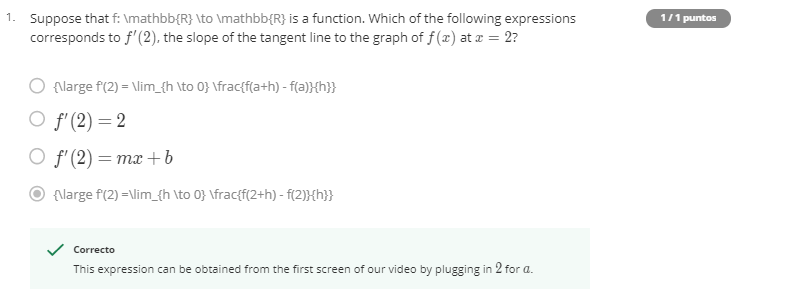 1. Suppose that f: \mathbb{R} \to \mathbb{R} is a function. Which of the following expressions
1 / 1 puntos
corresponds to f′(2), the slope of the tangent line to the graph of f(x) at x = 2?
{\large f'(2) = \lim_{h \to 0} \frac{f(a+h) - f(a)}{h}}
f′(2) = 2
f′(2) = mx + b
{\large f'(2) =\lim_{h \to 0} \frac{f(2+h) - f(2)}{h}}
Correcto
This expression can be obtained from the first screen of our video by plugging in 2 for a.